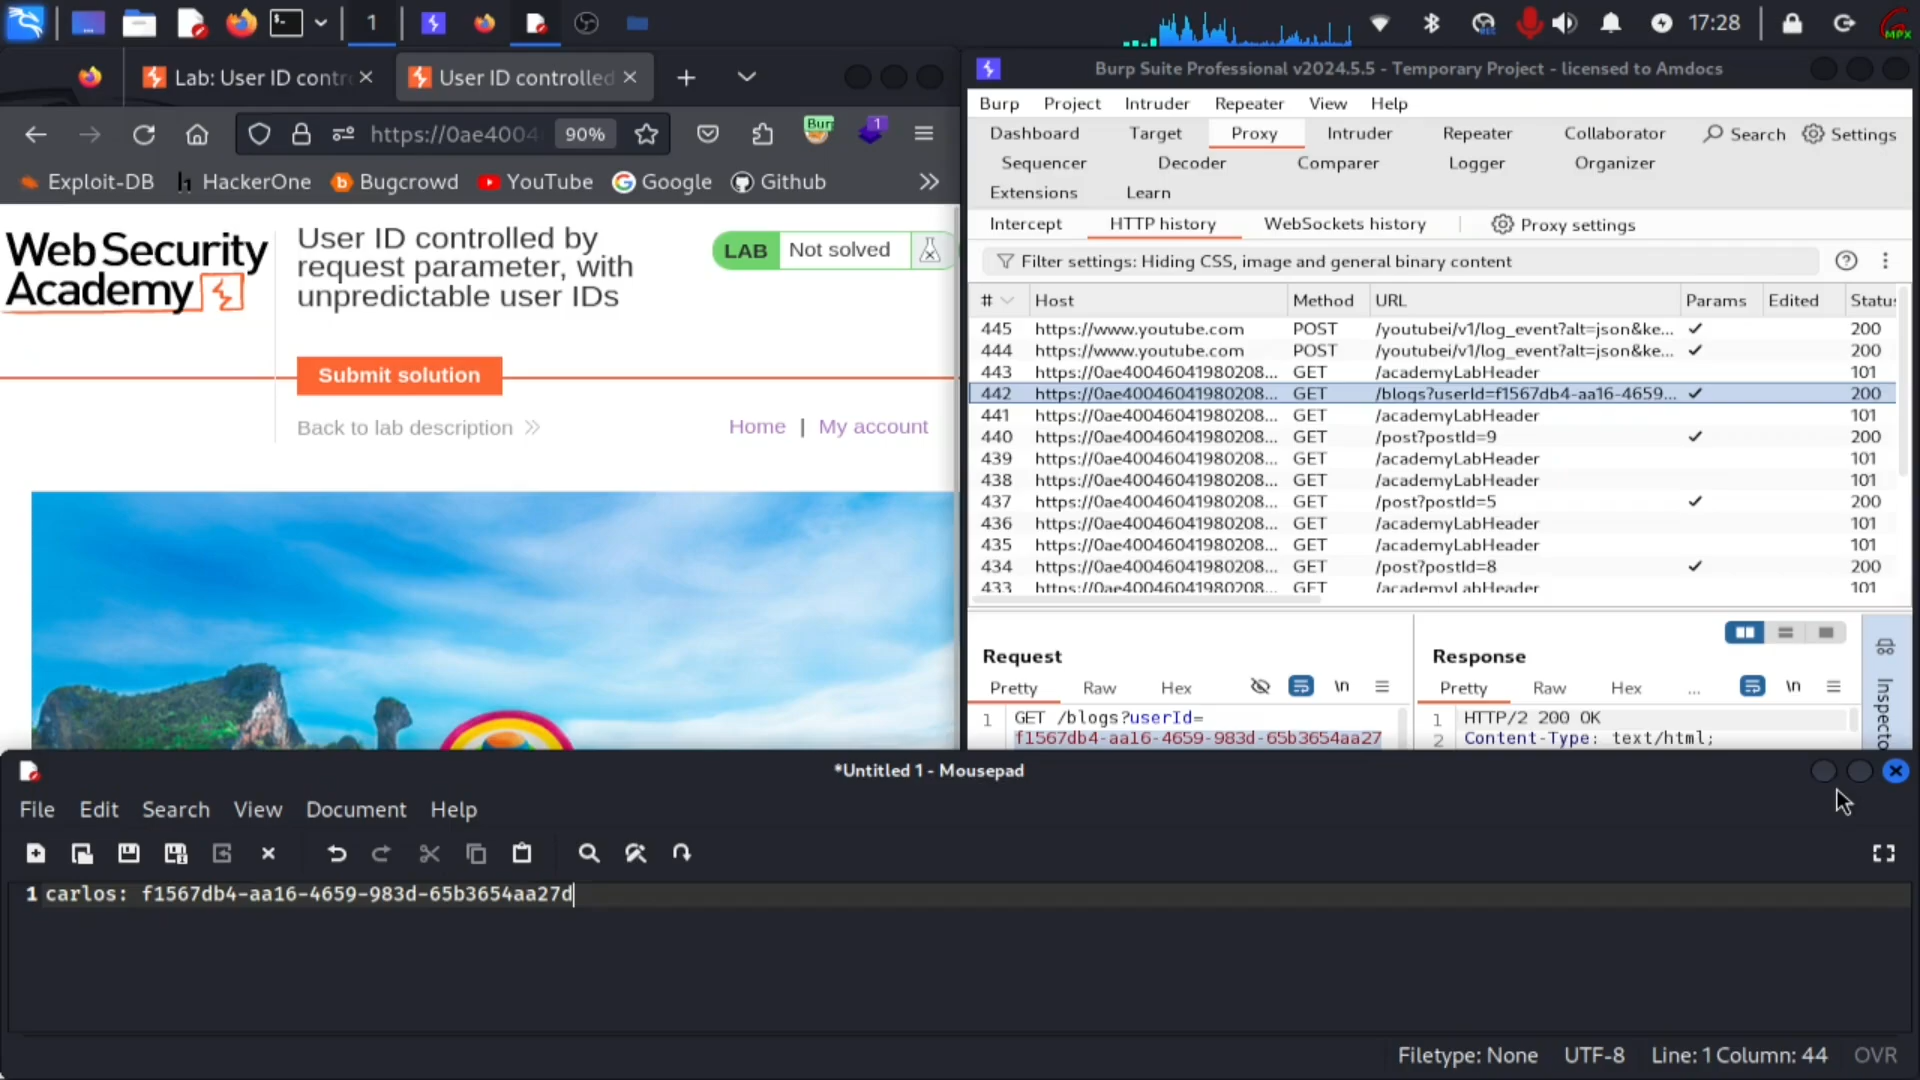 1
17:28
Lab: User ID contr
User ID controlled
https://0ae4004
90%
Exploit-DB
HackerOne
Bugcrowd
YouTube
Google
Github
WebSecurity
Academy
User ID controlled by
request parameter, with
unpredictable user IDs
LAB
Not solved
Submit solution
Back to lab description
Home | My account
Burp Suite Professional v2024.5.5 - Temporary Project - licensed to Amdocs
Burp Project Intruder Repeater View Help
Dashboard Target Proxy Intruder Repeater Collaborator Search Settings
Sequencer Decoder Comparer Logger Organizer
Extensions Learn
Intercept HTTP history WebSockets history Proxy settings
Filter settings: Hiding CSS, image and general binary content
# Host Method URL Params Edited Status
445 https://www.youtube.com POST /youtubei/v1/log_event?alt=json&ke... ✓ 200
444 https://www.youtube.com POST /youtubei/v1/log_event?alt=json&ke... ✓ 200
443 https://0ae40046041980208... GET /academyLabHeader 101
442 https://0ae40046041980208... GET /blogs?userId=f1567db4-aa16-4659... ✓ 200
441 https://0ae40046041980208... GET /academyLabHeader 101
440 https://0ae40046041980208... GET /post?postId=9 ✓ 200
439 https://0ae40046041980208... GET /academyLabHeader 101
438 https://0ae40046041980208... GET /academyLabHeader 101
437 https://0ae40046041980208... GET /post?postId=5 ✓ 200
436 https://0ae40046041980208... GET /academyLabHeader 101
435 https://0ae40046041980208... GET /academyLabHeader 101
434 https://0ae40046041980208... GET /post?postId=8 ✓ 200
433 https://0ae40046041980208... GET /academyLabHeader 101
Request
Pretty Raw Hex \n
1 GET /blogs?userId=
f1567db4-aa16-4659-983d-65b3654aa27
Response
Pretty Raw Hex ... \n
1 HTTP/2 200 OK
2 Content-Type: text/html;
Inspecto
*Untitled 1 - Mousepad
File Edit Search View Document Help
1 carlos: f1567db4-aa16-4659-983d-65b3654aa27d
Filetype: None UTF-8 Line: 1 Column: 44 OVR